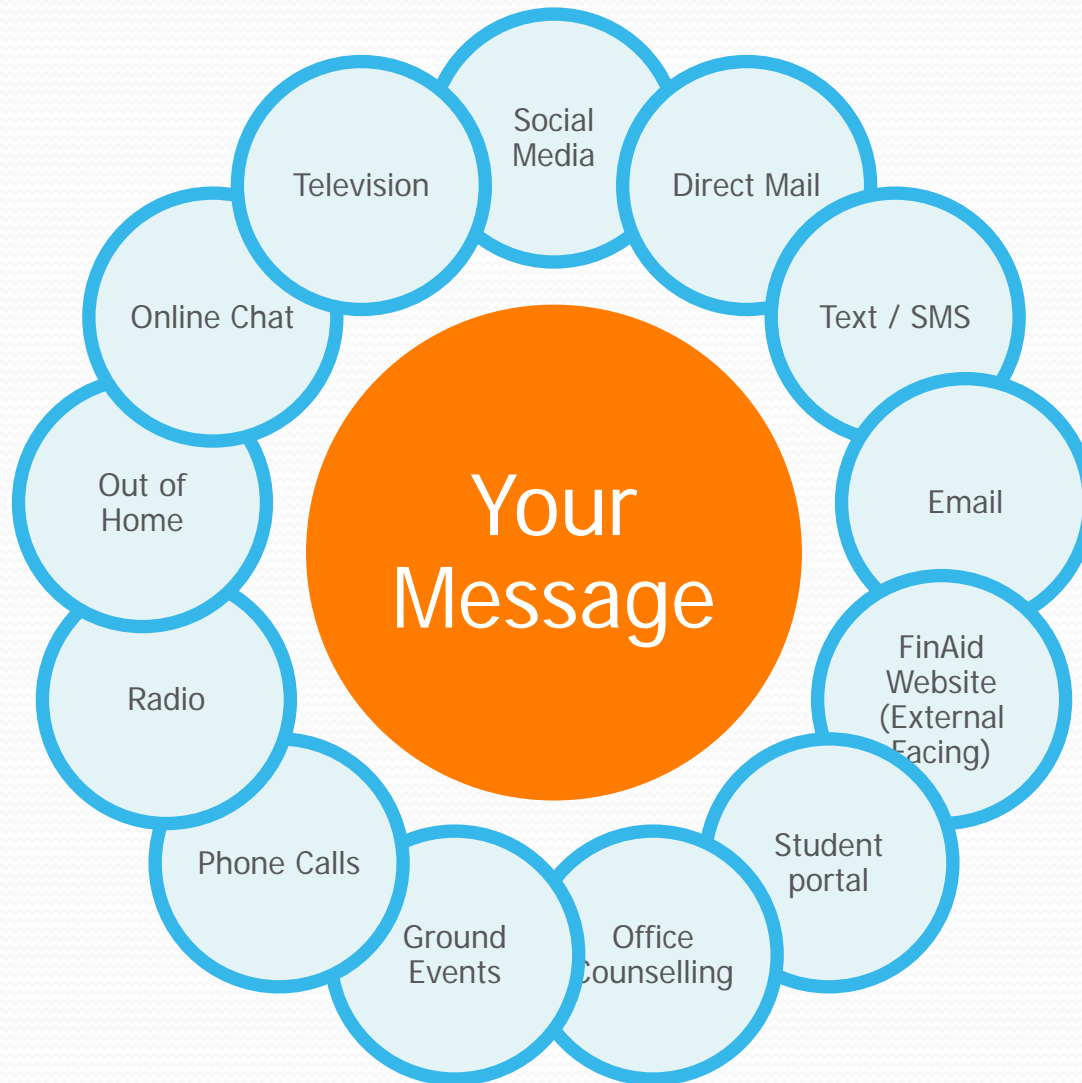 Social
Media
Direct Mail
Text / SMS
Email
FinAid
Website
(External
Facing)
Student
portal
Office
Counselling
Ground
Events
Phone Calls
Radio
Out of
Home
Online Chat
Television
Your
Message